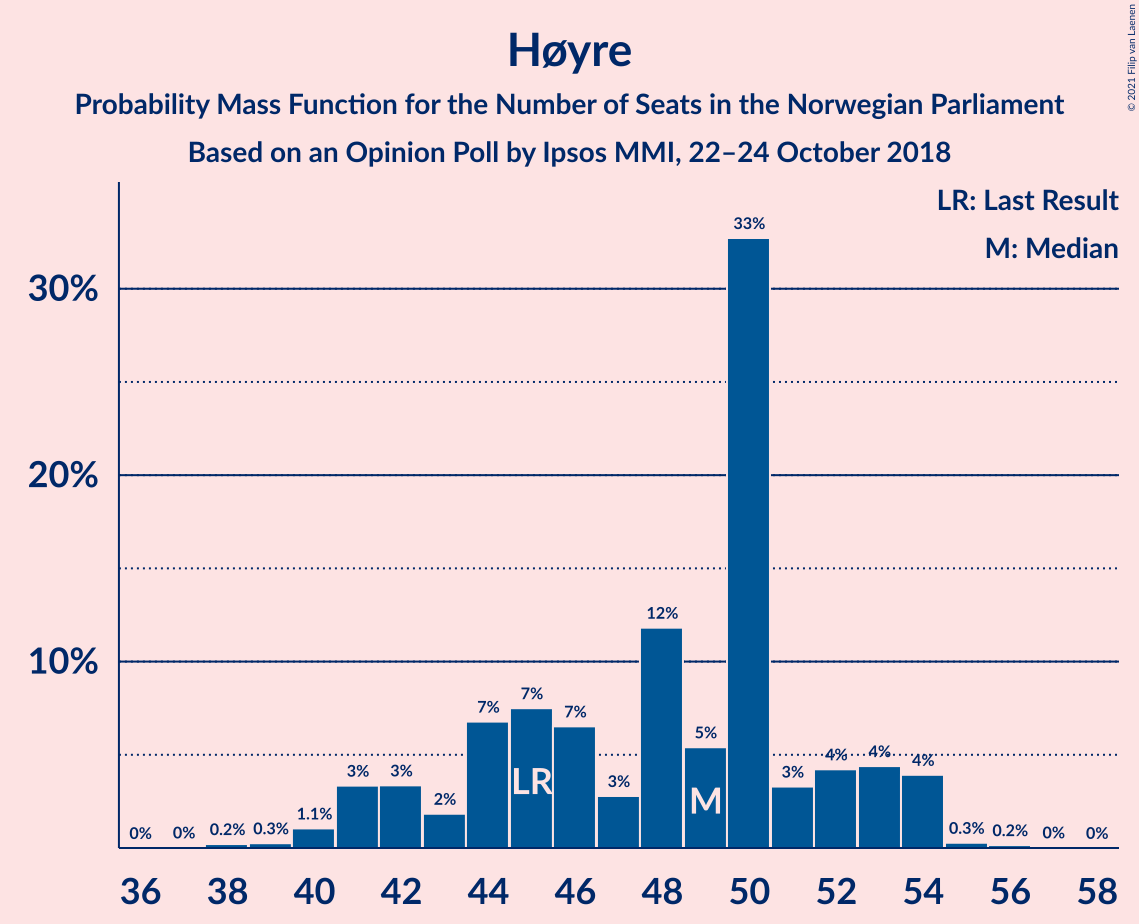 Høyre
Probability Mass Function for the Number of Seats in the Norwegian Parliament
Based on an Opinion Poll by Ipsos MMI, 22–24 October 2018
© 2021 Filip van Laenen
LR: Last Result
M: Median
30%
20%
10%
0% 0% 0.2% 0.3% 1.1% 3% 3% 2% 7% 7% 7% 3% 12% 5% 33% 3% 4% 4% 4% 0.3% 0.2% 0% 0%
LR M
36 38 40 42 44 46 48 50 52 54 56 58